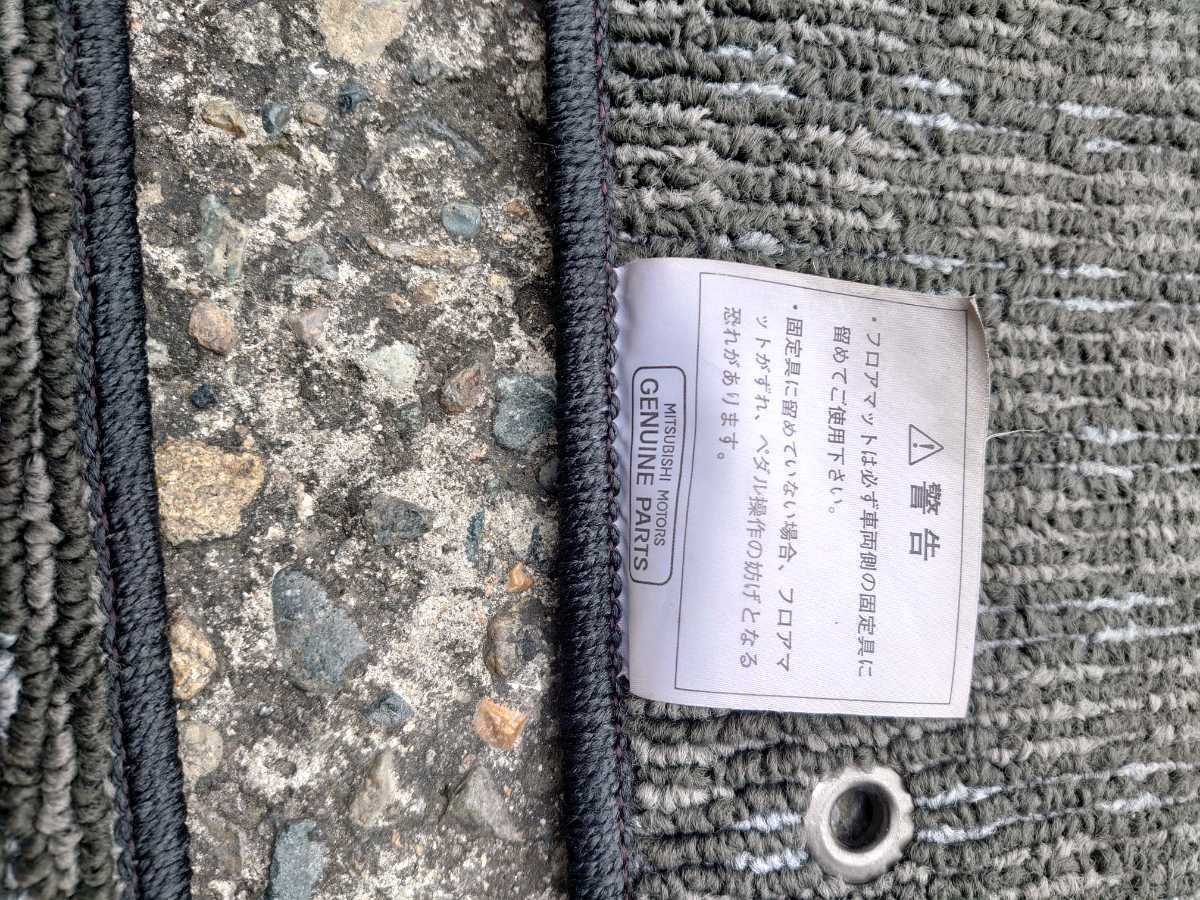 ⚠ 警告
・フロアマットは必ず車両側の固定具に
留めてご使用下さい。
・固定具に留めていない場合、フロアマ
ットがずれ、ペダル操作の妨げとなる
恐れがあります。
MITSUBISHI MOTORS
GENUINE PARTS